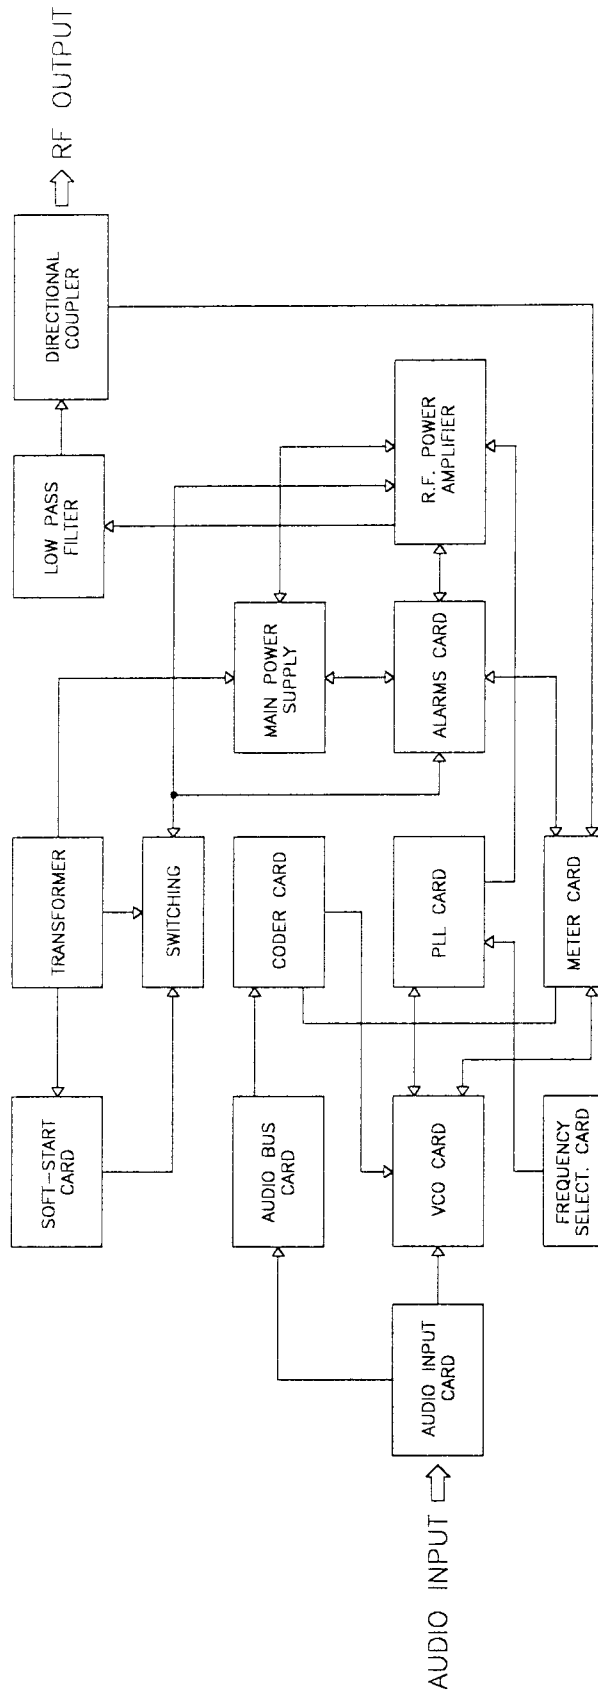 SOFT-START
CARD
TRANSFORMER
LOW PASS
FILTER
DIRECTIONAL
COUPLER
RF OUTPUT
SWITCHING
AUDIO BUS
CARD
CODER CARD
MAIN POWER
SUPPLY
AUDIO INPUT
AUDIO INPUT
CARD
VCO CARD
PLL CARD
ALARMS CARD
R.F. POWER
AMPLIFIER
FREQUENCY
SELECT. CARD
METER CARD